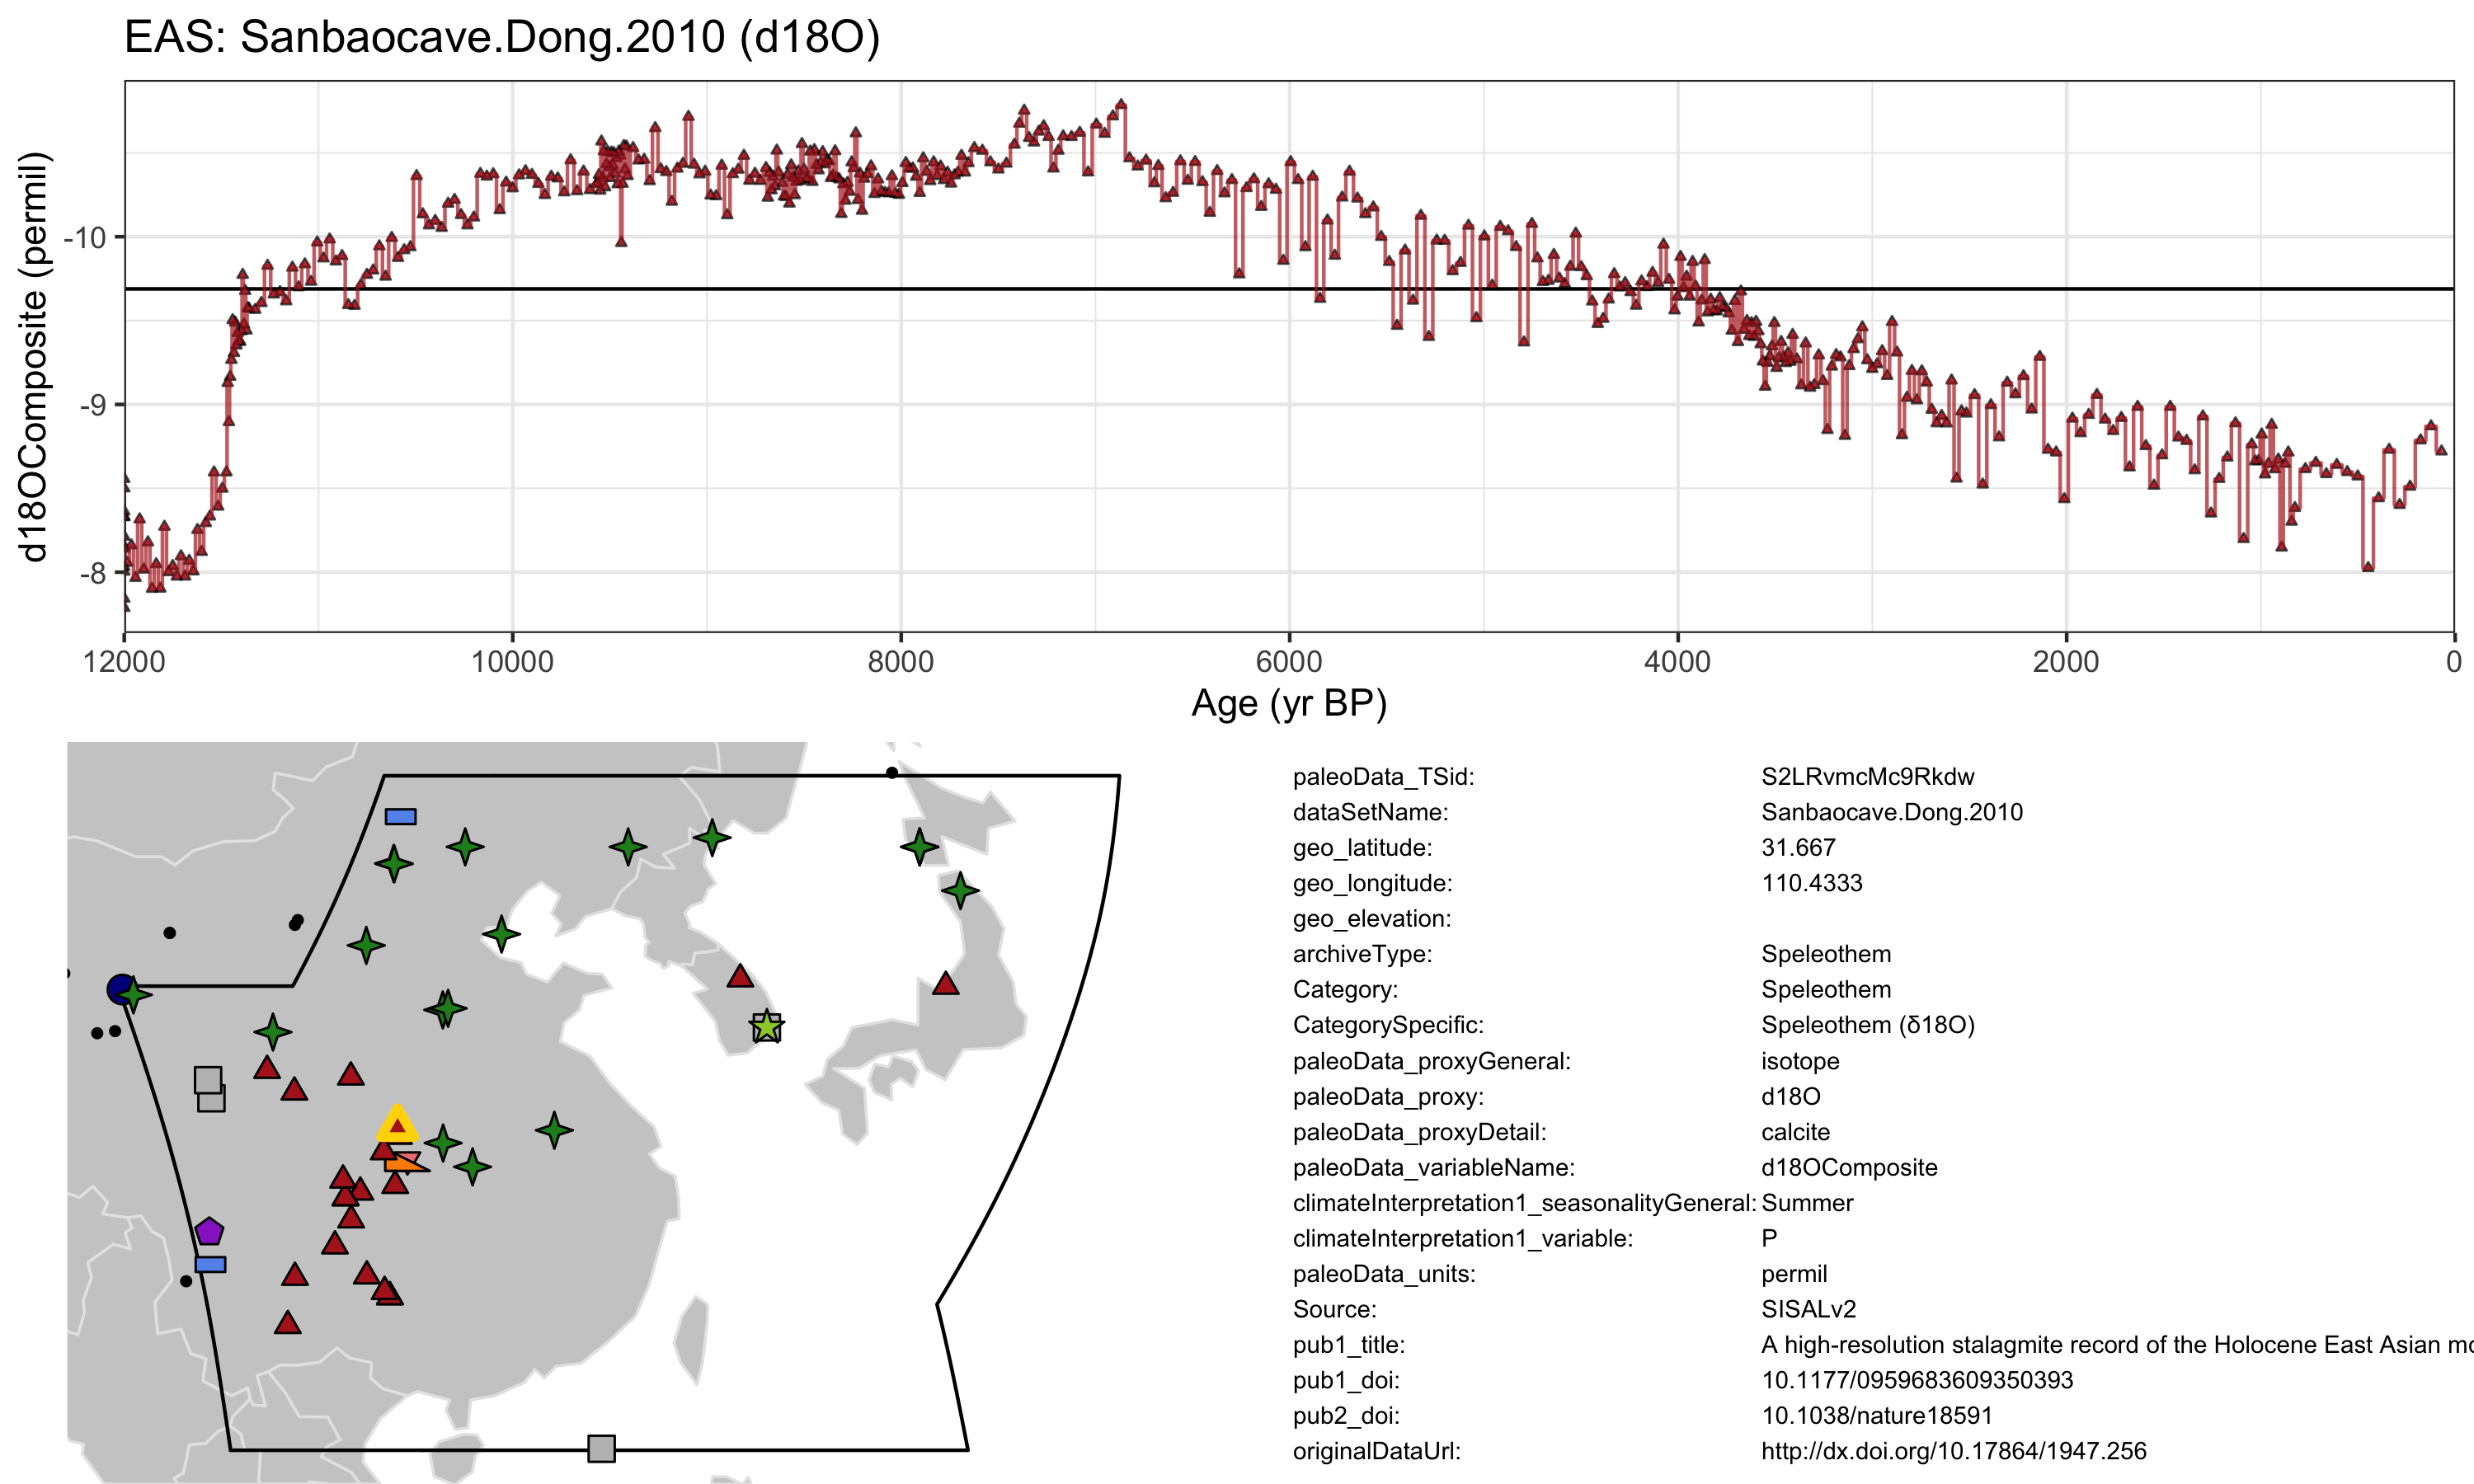 EAS: Sanbaocave.Dong.2010 (d18O)
d18OComposite (permil)
-10
-9
-8
12000 10000 8000 6000 4000 2000 0
Age (yr BP)
paleoData_TSid: S2LRvmcMc9Rkdw
dataSetName: Sanbaocave.Dong.2010
geo_latitude: 31.667
geo_longitude: 110.4333
geo_elevation:
archiveType: Speleothem
Category: Speleothem
CategorySpecific: Speleothem (δ18O)
paleoData_proxyGeneral: isotope
paleoData_proxy: d18O
paleoData_proxyDetail: calcite
paleoData_variableName: d18OComposite
climateInterpretation1_seasonalityGeneral: Summer
climateInterpretation1_variable: P
paleoData_units: permil
Source: SISALv2
pub1_title: A high-resolution stalagmite record of the Holocene East Asian
pub1_doi: 10.1177/0959683609350393
pub2_doi: 10.1038/nature18591
originalDataUrl: http://dx.doi.org/10.17864/1947.256